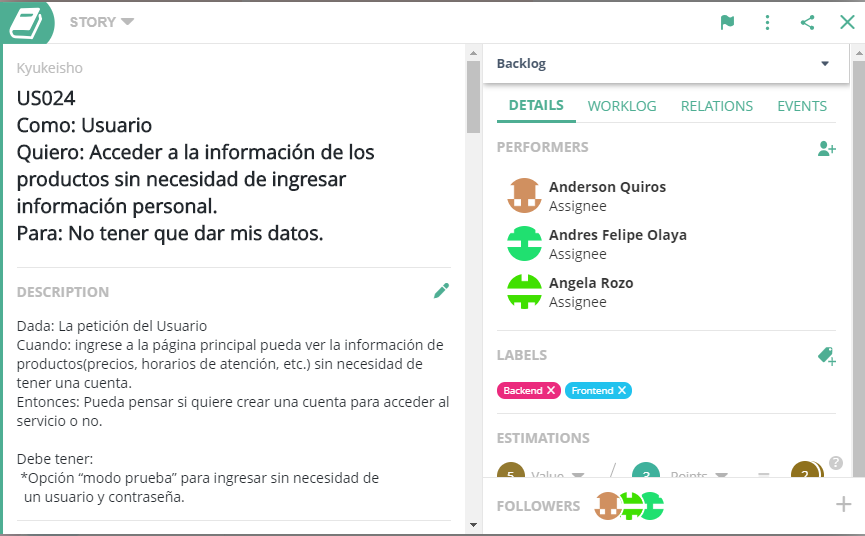 STORY
Kyukeisho
US024
Como: Usuario
Quiero: Acceder a la información de los
productos sin necesidad de ingresar
información personal.
Para: No tener que dar mis datos.
DESCRIPTION
Dada: La petición del Usuario
Cuando: ingrese a la página principal pueda ver la información de
productos(precios, horarios de atención, etc.) sin necesidad de
tener una cuenta.
Entonces: Pueda pensar si quiere crear una cuenta para acceder al
servicio o no.
Debe tener:
*Opción “modo prueba” para ingresar sin necesidad de
un usuario y contraseña.
Backlog
DETAILS WORKLOG RELATIONS EVENTS
PERFORMERS
Anderson Quiros
Assignee
Andres Felipe Olaya
Assignee
Angela Rozo
Assignee
LABELS
Backend X Frontend X
ESTIMATIONS
5 Value / 3 Points = 2 ?
FOLLOWERS